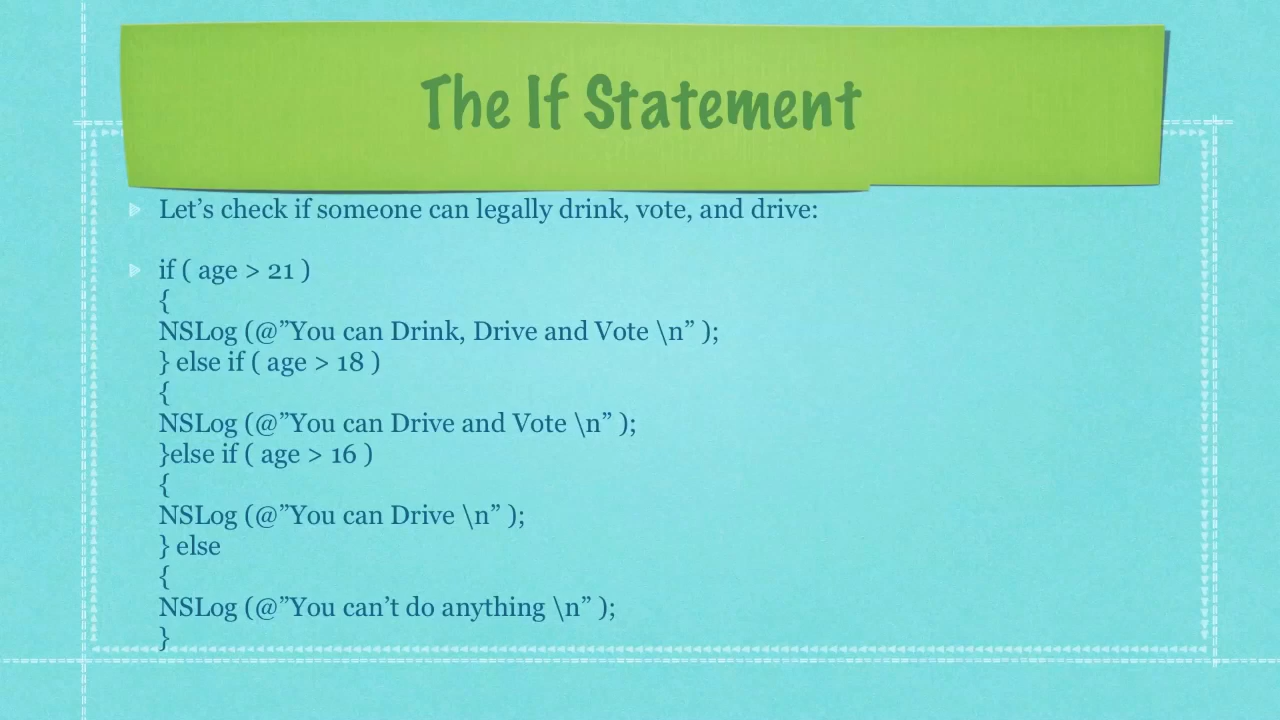 The If Statement
Let’s check if someone can legally drink, vote, and drive:
if ( age > 21 )
{
NSLog (@”You can Drink, Drive and Vote \n” );
} else if ( age > 18 )
{
NSLog (@”You can Drive and Vote \n” );
}else if ( age > 16 )
{
NSLog (@”You can Drive \n” );
} else
{
NSLog (@”You can’t do anything \n” );
}